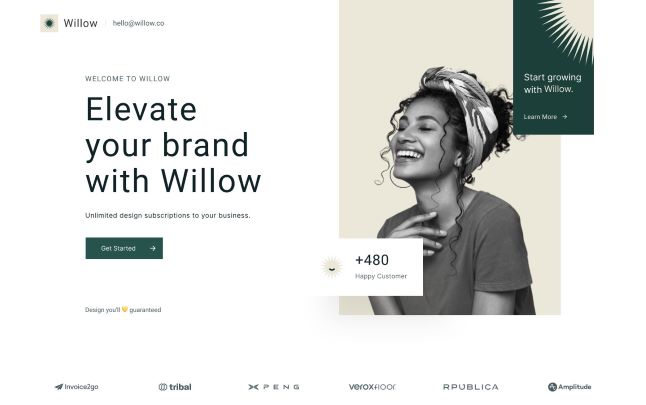 Willow
hello@willow.co
WELCOME TO WILLOW
Elevate
your brand
with Willow
Unlimited design subscriptions to your business.
Get Started →
Design you'll 💛 guaranteed
Start growing
with Willow.
Learn More →
+480
Happy Customer
Invoice2go
tribal
XPENG
veroxfloor
RPUBLICA
Amplitude